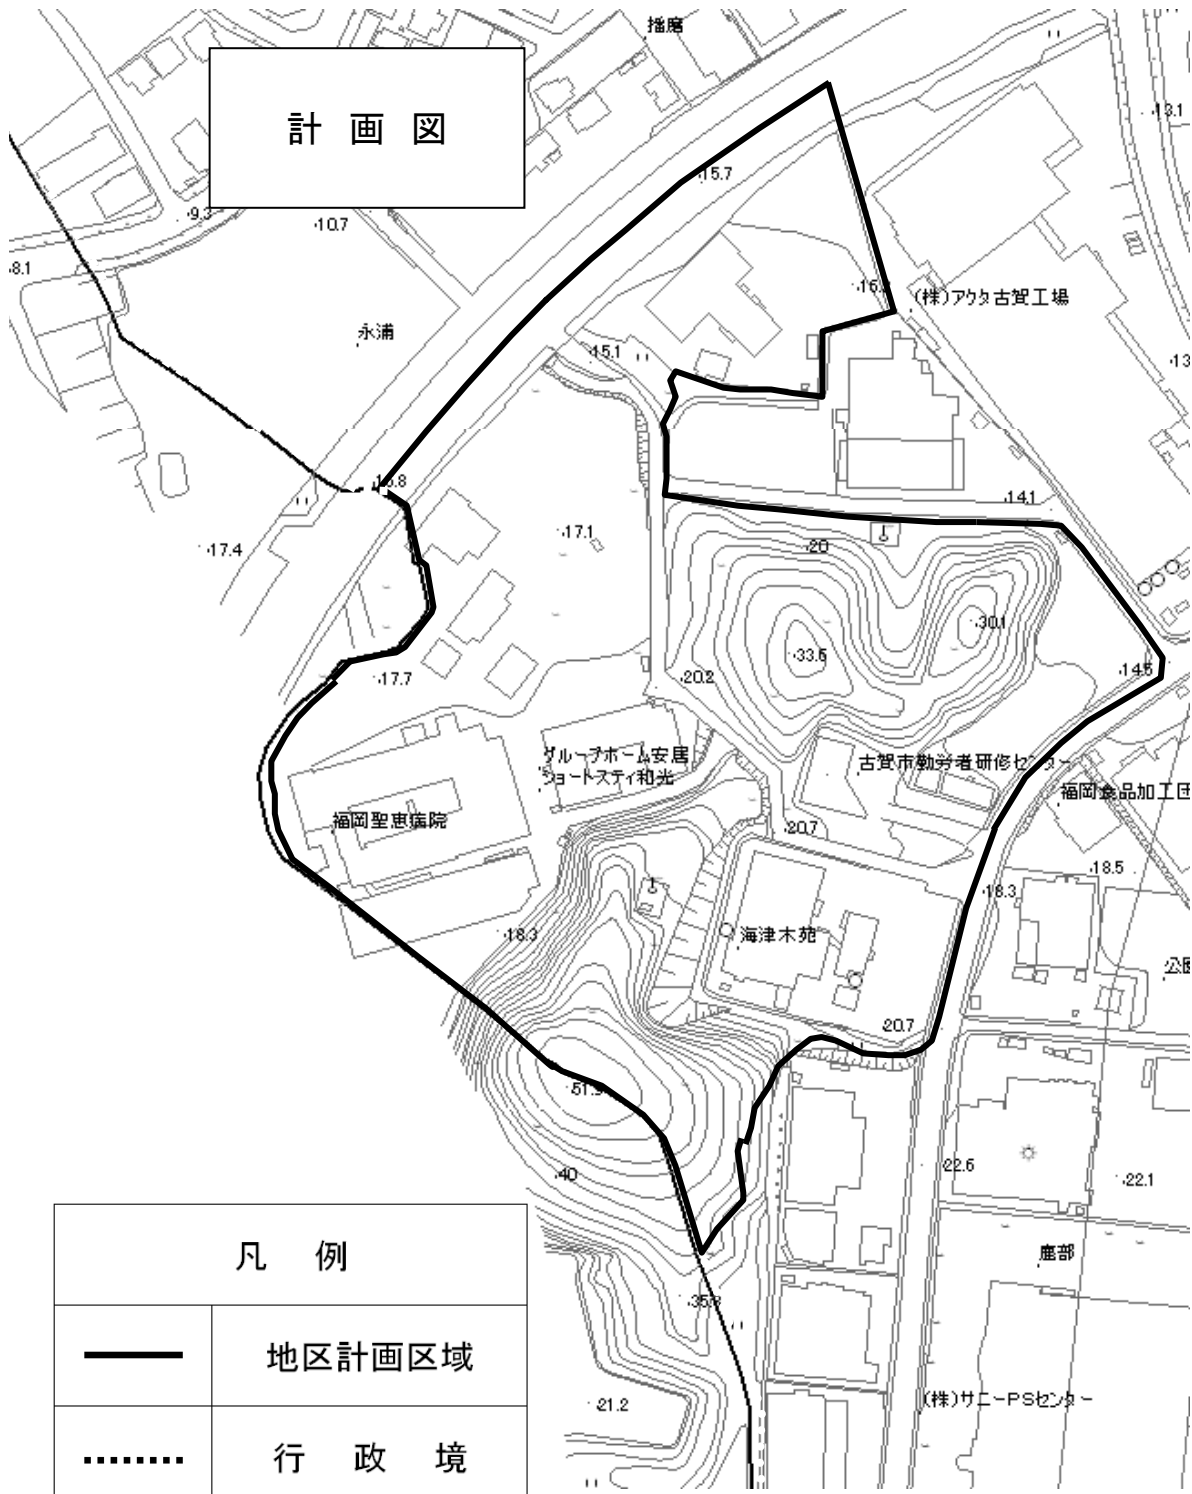 播磨
計画図
13.1
15.7
9.3
10.7
8.1
(株)アクタ古賀工場
永浦
15.1
14.1
17.4
17.1
20
30.1
33.5
14.5
17.7
20.2
グループホーム安居
ショートスティ和光
古賀市勤労者研修センター
福岡食品加工団
福岡聖恵病院
20.7
18.5
18.3
18.3
海津木苑
公園
20.7
40
22.6
22.1
凡例
鹿部
地区計画区域
(株)サニーPSセンター
21.2
行政境